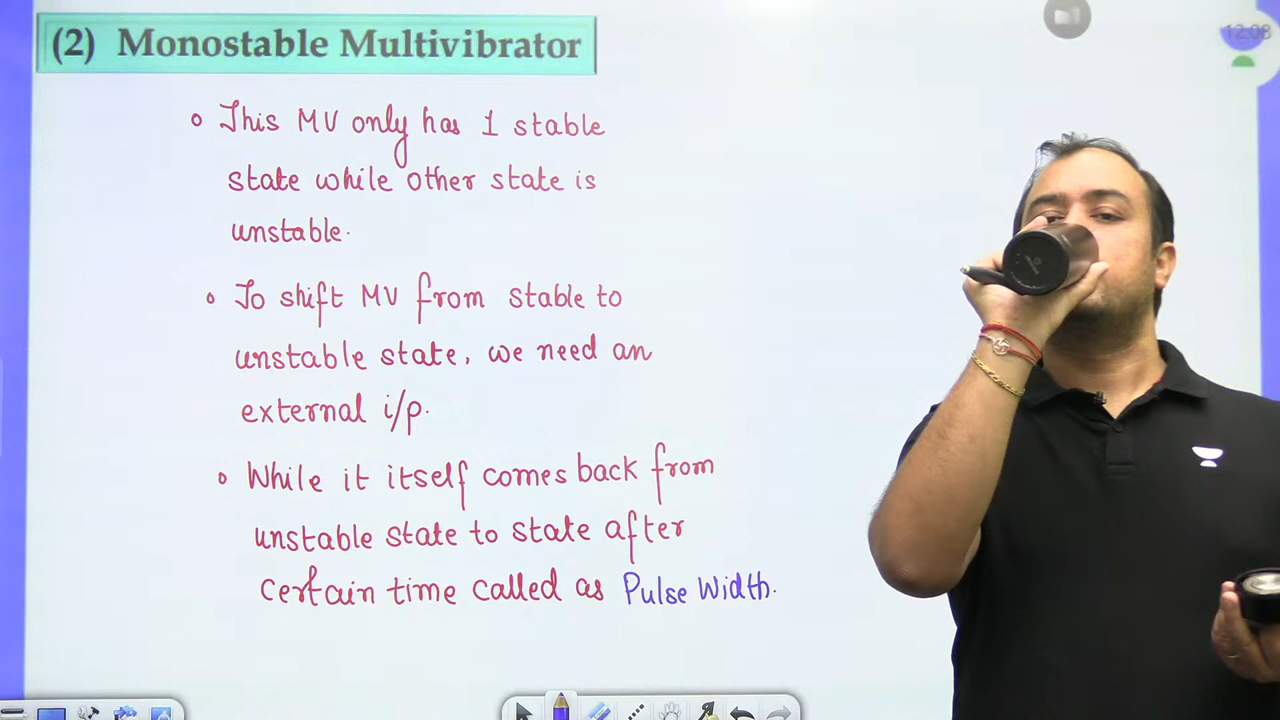 (2) Monostable Multivibrator
12:08
This MV only has 1 stable
state while other state is
unstable.
To shift MV from stable to
unstable state, we need an
external i/p.
While it itself comes back from
unstable state to state after
certain time called as Pulse Width.